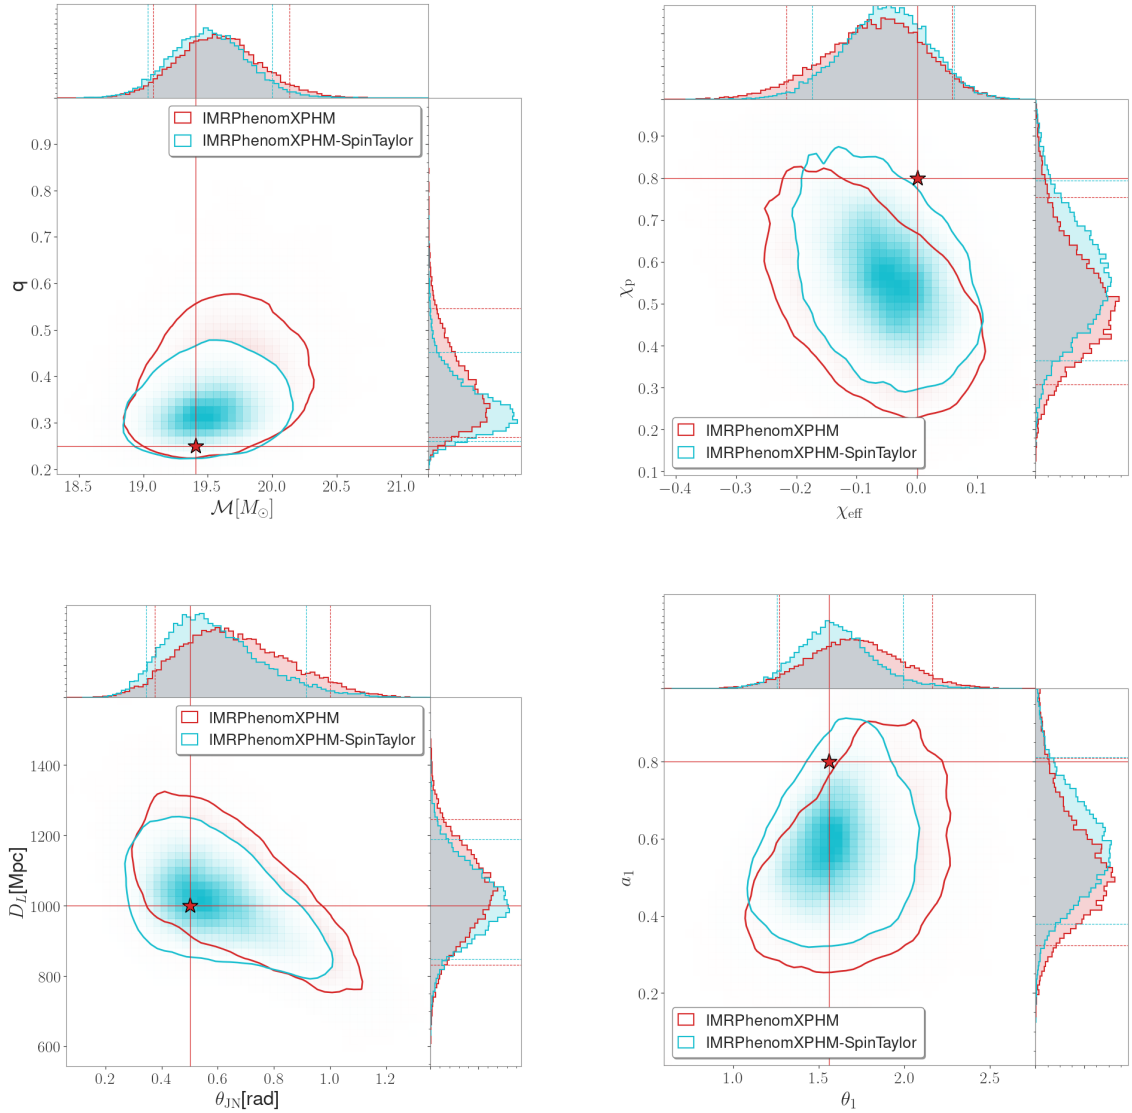 IMRPhenomXPHM
IMRPhenomXPHM-SpinTaylor
0.9
0.8
0.7
0.6
0.5
0.4
0.3
0.2
q
18.5 19.0 19.5 20.0 20.5 21.0
ℳ[M⊙]
0.9
0.8
0.7
0.6
0.5
0.4
0.3
0.2
0.1
χp
IMRPhenomXPHM
IMRPhenomXPHM-SpinTaylor
−0.4 −0.3 −0.2 −0.1 0.0 0.1
χeff
IMRPhenomXPHM
IMRPhenomXPHM-SpinTaylor
1400
1200
1000
800
600
DL[Mpc]
0.2 0.4 0.6 0.8 1.0 1.2
θJN[rad]
0.8
0.6
0.4
0.2
a1
IMRPhenomXPHM
IMRPhenomXPHM-SpinTaylor
1.0 1.5 2.0 2.5
θ1